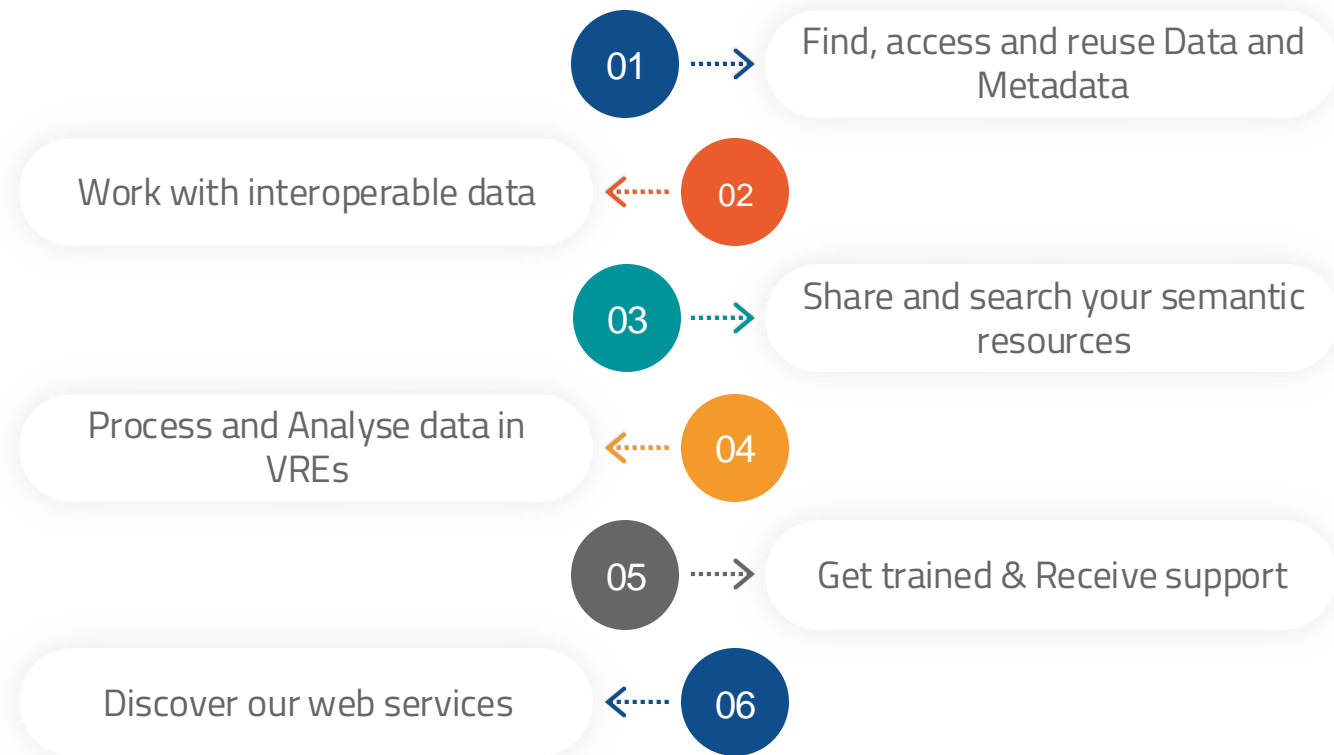 01
Find, access and reuse Data and
Metadata
Work with interoperable data
02
03
Share and search your semantic
resources
Process and Analyse data in
VREs
04
05
Get trained & Receive support
Discover our web services
06